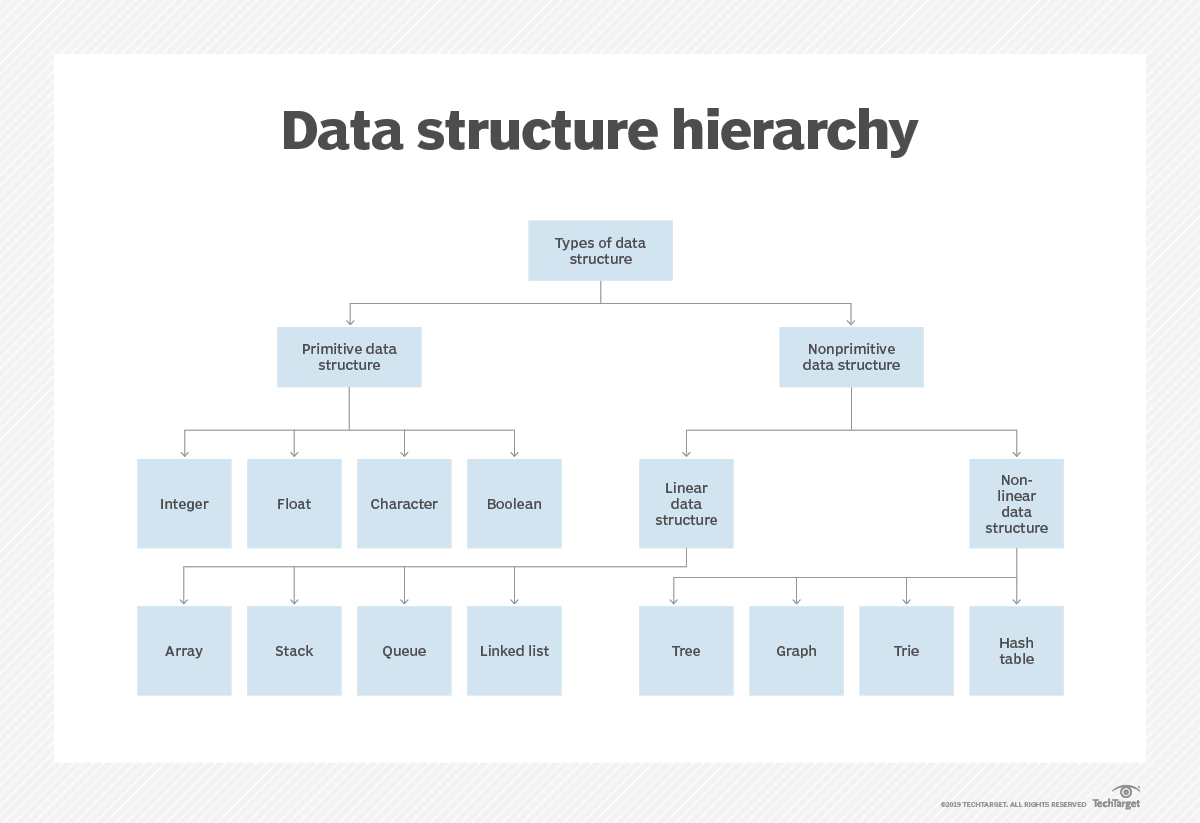 Data structure hierarchy
Types of data
structure
Primitive data
structure
Nonprimitive
data structure
Integer
Float
Character
Boolean
Linear
data
structure
Non-
linear
data
structure
Array
Stack
Queue
Linked list
Tree
Graph
Trie
Hash
table
©2019 TECHTARGET. ALL RIGHTS RESERVED
TechTarget